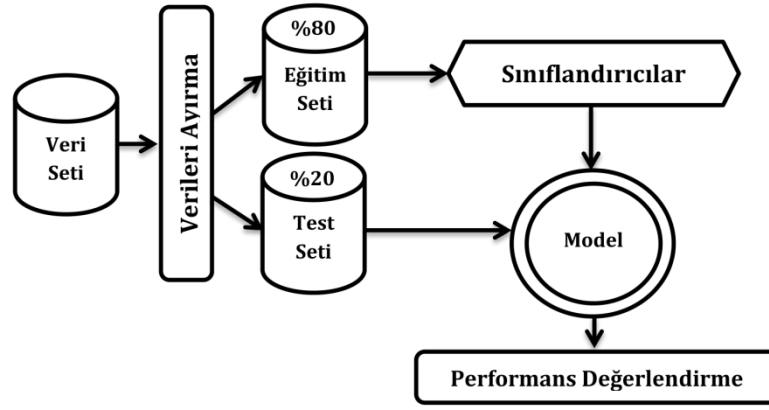 Veri
Seti
Verileri Ayırma
%80
Eğitim
Seti
%20
Test
Seti
Sınıflandırıcılar
Model
Performans Değerlendirme